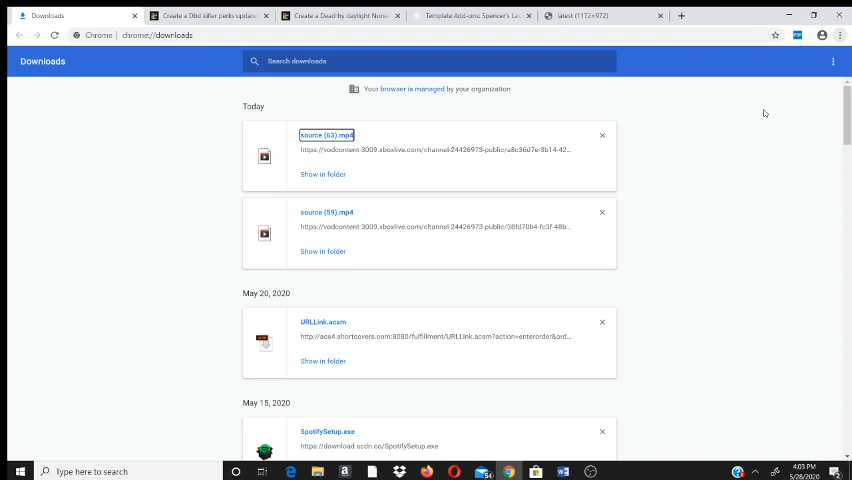 Downloads
Create a Dbd killer perks update
Create a Dead by daylight Nurse
Template:Add-ons: Spencer's Las
latest (1172×972)
Chrome | chrome://downloads
PDF
Downloads
Search downloads
Your browser is managed by your organization
Today
source (63).mp4
https://vodcontent-3009.xboxlive.com/channel-24426973-public/a8c36d7e-3b14-42...
Show in folder
source (59).mp4
https://vodcontent-3009.xboxlive.com/channel-24426973-public/38fd70b4-fc3f-48b...
Show in folder
May 20, 2020
URLLink.acsm
http://acs4.shortcovers.com:8080/fulfillment/URLLink.acsm?action=enterorder&ord...
Show in folder
May 15, 2020
SpotifySetup.exe
https://download.scdn.co/SpotifySetup.exe
Type here to search
54
4:03 PM
5/28/2020
2